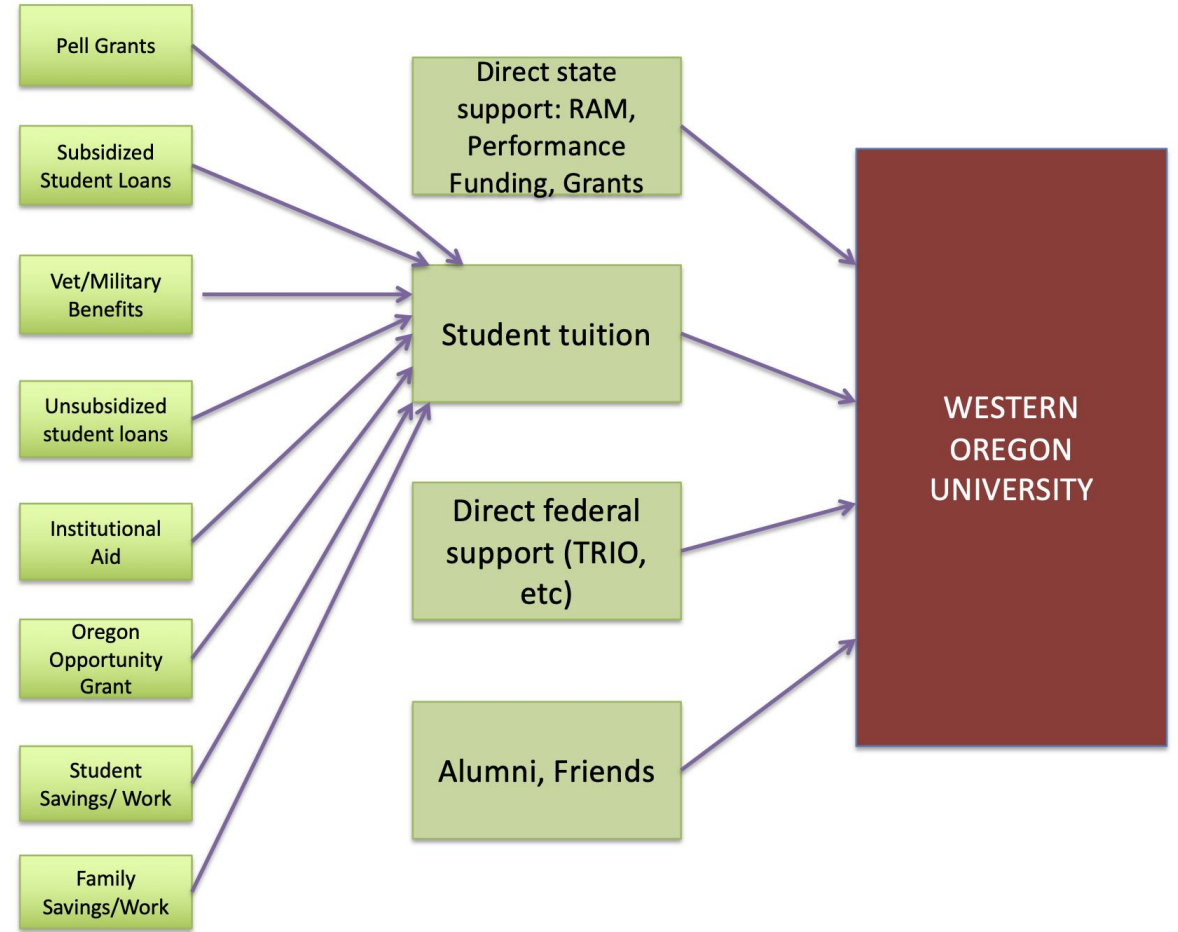 Pell Grants
Subsidized
Student Loans
Vet/Military
Benefits
Unsubsidized
student loans
Institutional
Aid
Oregon
Opportunity
Grant
Student
Savings/ Work
Family
Savings/Work
Direct state
support: RAM,
Performance
Funding, Grants
Student tuition
Direct federal
support (TRIO,
etc)
Alumni, Friends
WESTERN
OREGON
UNIVERSITY